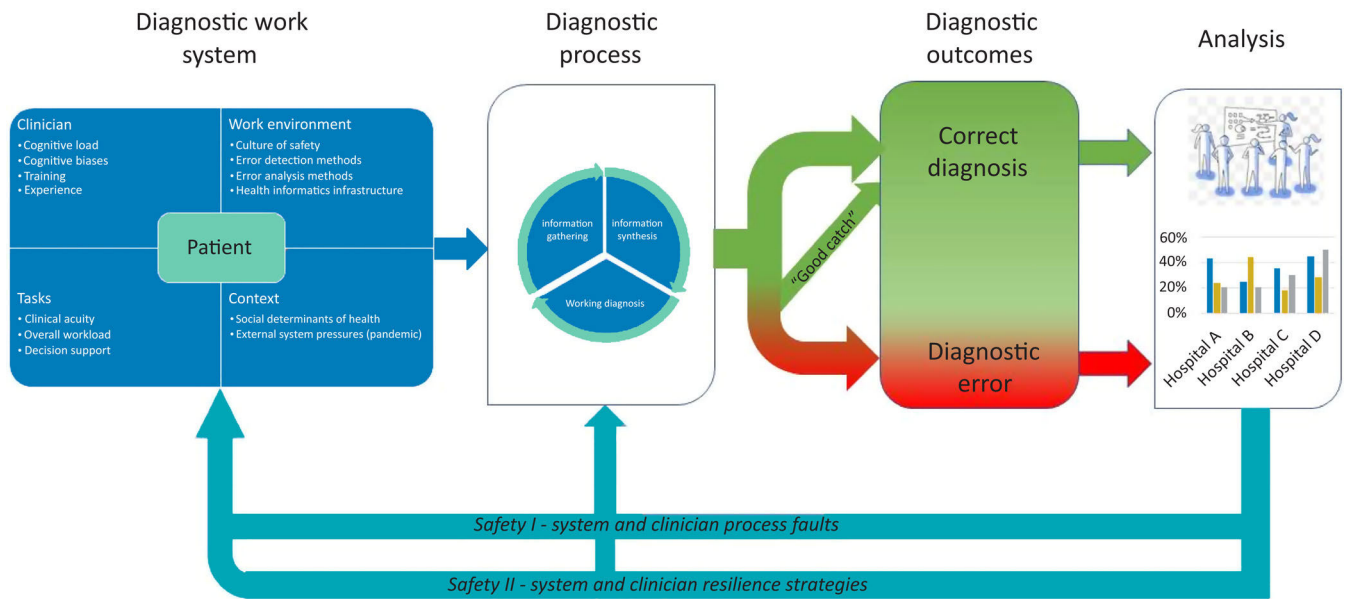 Diagnostic work
system
Diagnostic
process
Diagnostic
outcomes
Analysis
Clinician
• Cognitive load
• Cognitive biases
• Training
• Experience
Work environment
• Culture of safety
• Error detection methods
• Error analysis methods
• Health informatics infrastructure
Patient
Tasks
• Clinical acuity
• Overall workload
• Decision support
Context
• Social determinants of health
• External system pressures (pandemic)
information
gathering
information
synthesis
Working diagnosis
"Good catch"
Correct
diagnosis
Diagnostic
error
60%
40%
20%
0%
Hospital A
Hospital B
Hospital C
Hospital D
Safety I - system and clinician process faults
Safety II - system and clinician resilience strategies